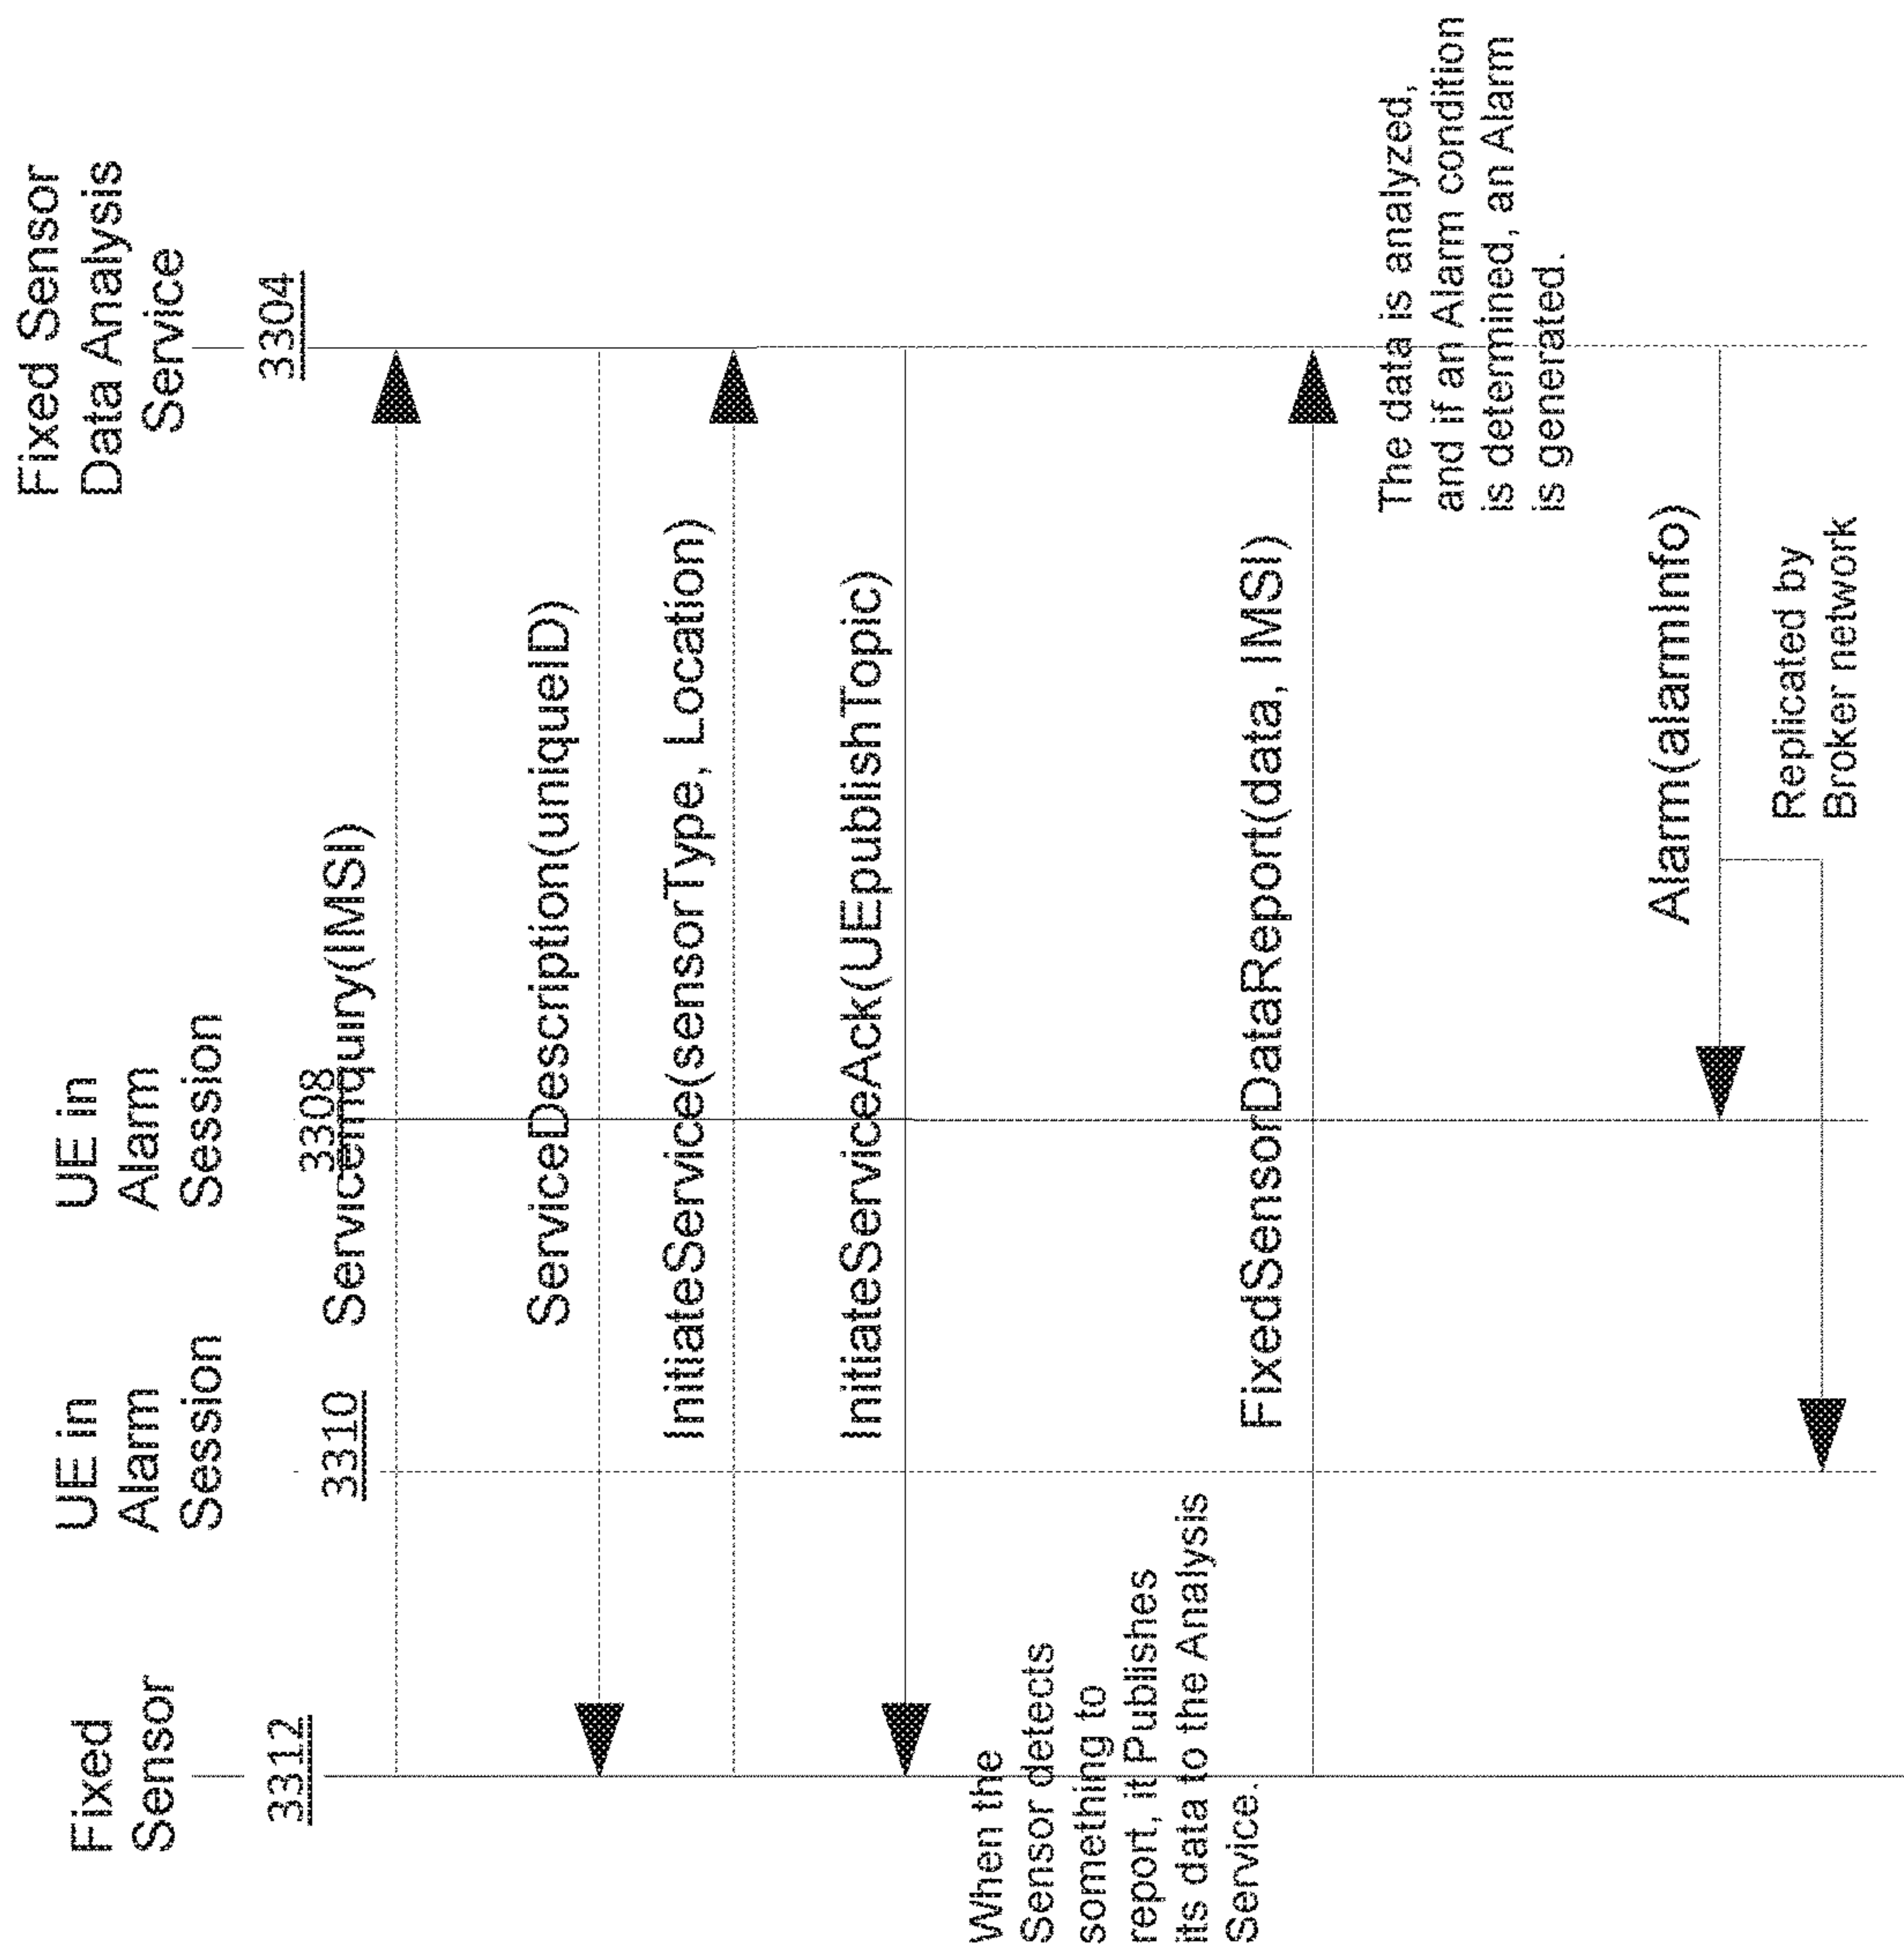 Fixed
Sensor
3312
UE in
Alarm
Session
3310
UE in
Alarm
Session
3308
Fixed Sensor
Data Analysis
Service
3304
ServiceInquiry(IMSI)
ServiceDescription(uniqueID)
InitiateService(sensorType, Location)
InitiateServiceAck(UEpublishTopic)
When the
Sensor detects
something to
report, it Publishes
its data to the Analysis
Service.
FixedSensorDataReport(data, IMSI)
The data is analyzed,
and if an Alarm condition
is determined, an Alarm
is generated.
Alarm(alarmInfo)
Replicated by
Broker network